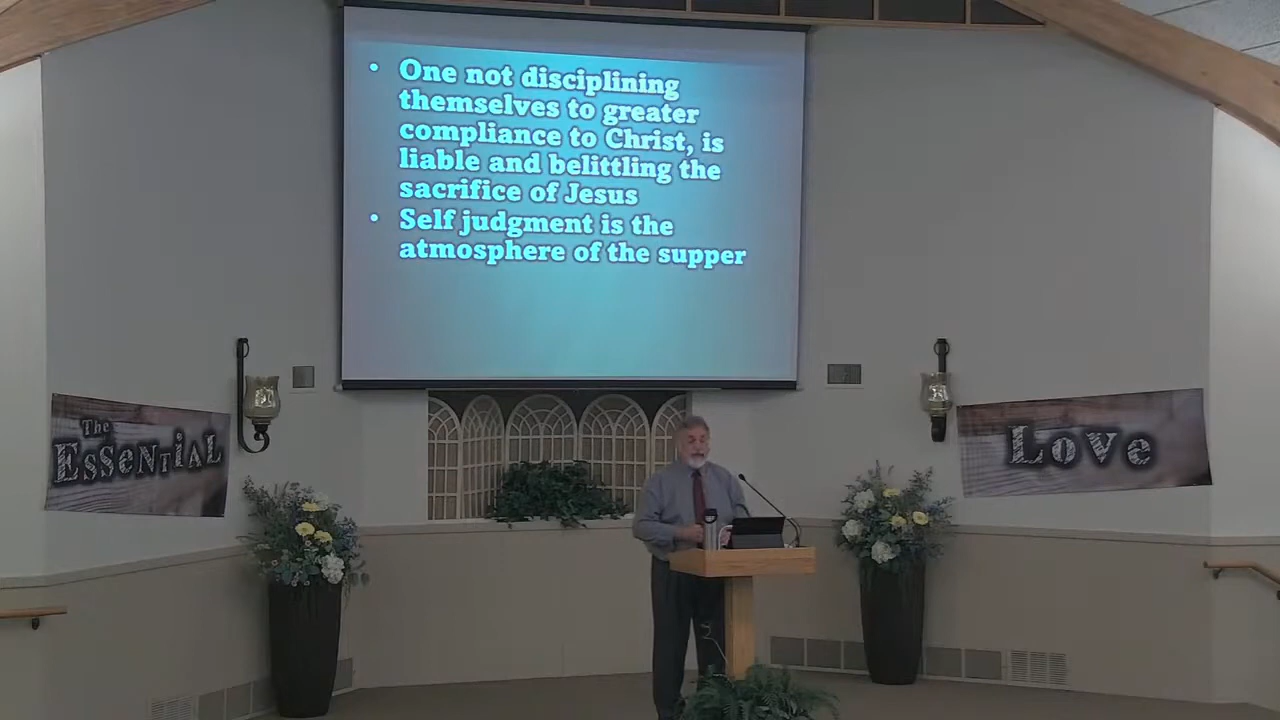 • One not disciplining
themselves to greater
compliance to Christ, is
liable and belittling the
sacrifice of Jesus
• Self judgment is the
atmosphere of the supper
The
ESSeNTiAL
LoVe